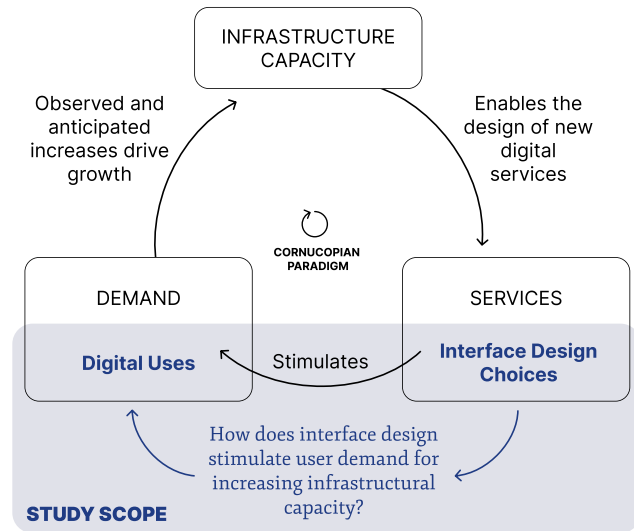 INFRASTRUCTURE
CAPACITY
Observed and
anticipated
increases drive
growth
Enables the
design of new
digital
services
CORNUCOPIAN
PARADIGM
DEMAND
Digital Uses
Stimulates
SERVICES
Interface Design
Choices
How does interface design
stimulate user demand for
increasing infrastructural
capacity?
STUDY SCOPE